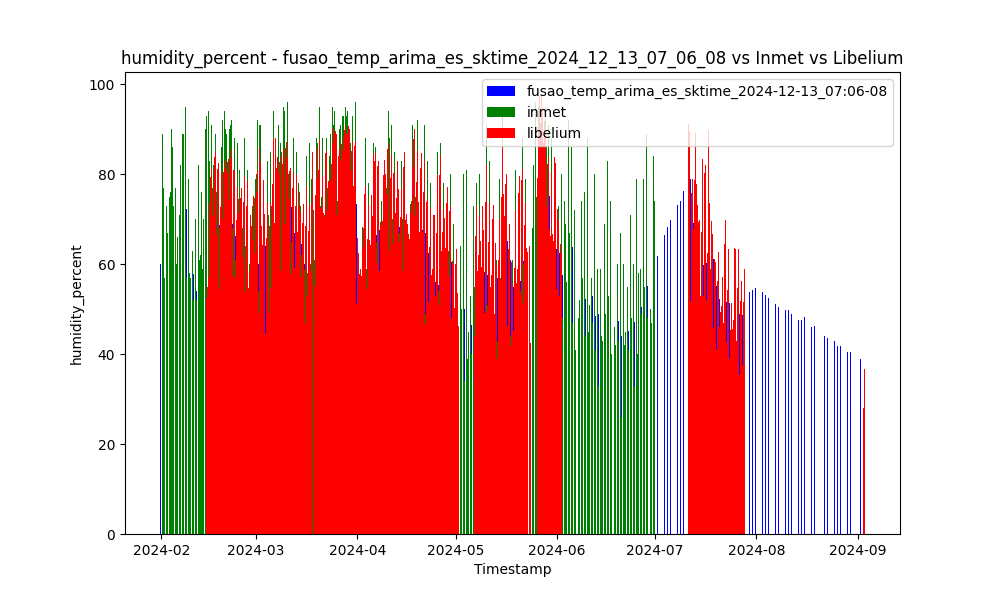 humidity_percent - fusao_temp_arima_es_sktime_2024_12_13_07_06_08 vs Inmet vs Libelium
fusao_temp_arima_es_sktime_2024-12-13_07:06-08
inmet
libelium
humidity_percent
100
80
60
40
20
0
2024-02 2024-03 2024-04 2024-05 2024-06 2024-07 2024-08 2024-09
Timestamp